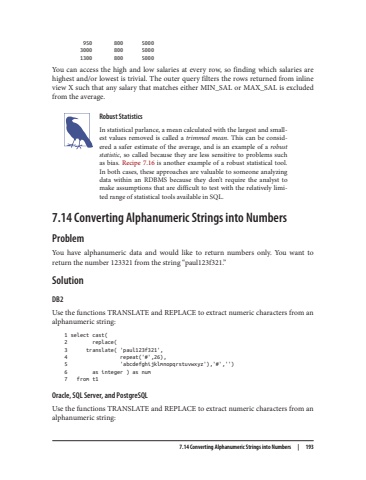 950 800 5000
3000 800 5000
1300 800 5000
You can access the high and low salaries at every row, so finding which salaries are
highest and/or lowest is trivial. The outer query filters the rows returned from inline
view X such that any salary that matches either MIN_SAL or MAX_SAL is excluded
from the average.
Robust Statistics
In statistical parlance, a mean calculated with the largest and small-
est values removed is called a trimmed mean. This can be consid-
ered a safer estimate of the average, and is an example of a robust
statistic, so called because they are less sensitive to problems such
as bias. Recipe 7.16 is another example of a robust statistical tool.
In both cases, these approaches are valuable to someone analyzing
data within an RDBMS because they don't require the analyst to
make assumptions that are difficult to test with the relatively limi-
ted range of statistical tools available in SQL.
7.14 Converting Alphanumeric Strings into Numbers
Problem
You have alphanumeric data and would like to return numbers only. You want to
return the number 123321 from the string "paul123f321."
Solution
DB2
Use the functions TRANSLATE and REPLACE to extract numeric characters from an
alphanumeric string:
1 select cast(
2 replace(
3 translate( 'paul123f321',
4 repeat('#',26),
5 'abcdefghijklmnopqrstuvwxyz'),'#','')
6 as integer ) as num
7 from t1
Oracle, SQL Server, and PostgreSQL
Use the functions TRANSLATE and REPLACE to extract numeric characters from an
alphanumeric string:
7.14 Converting Alphanumeric Strings into Numbers | 193